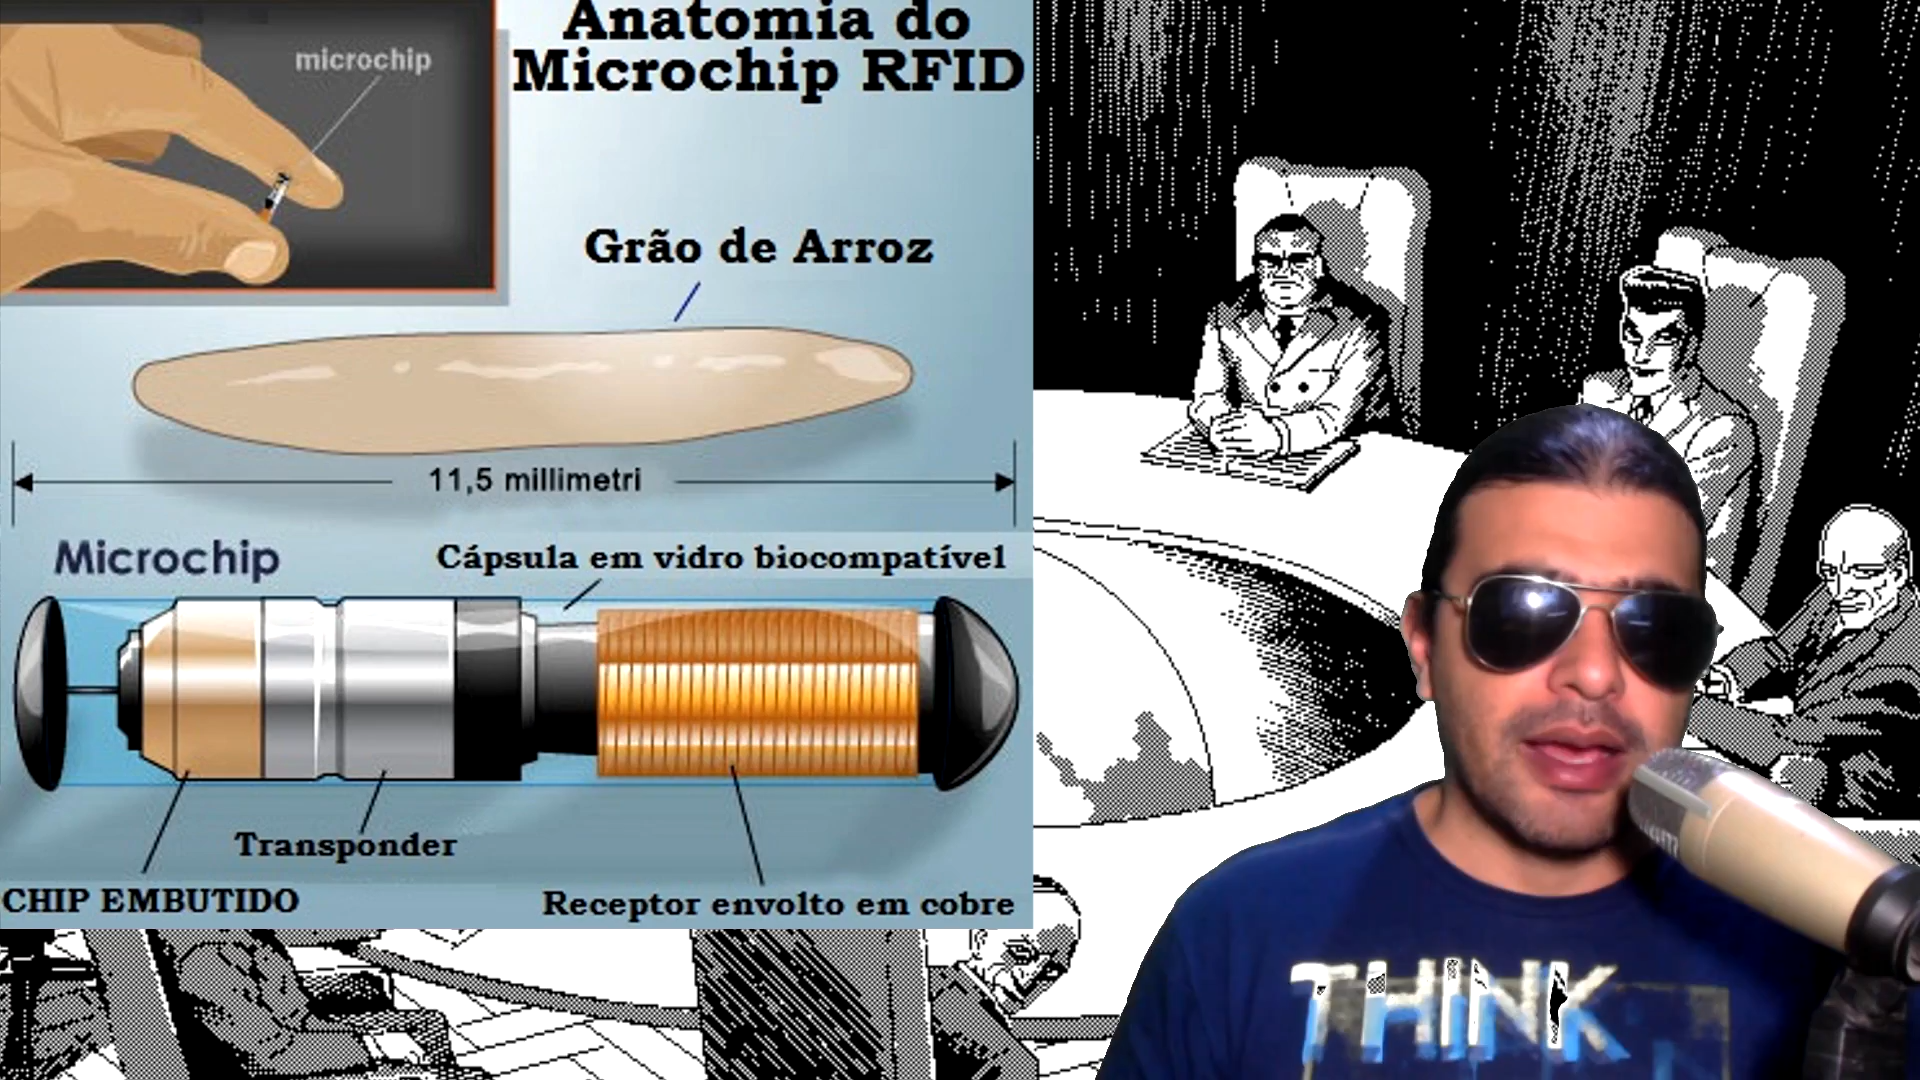 Anatomia do
Microchip RFID
microchip
Grão de Arroz
11,5 millimetri
Microchip
Cápsula em vidro biocompatível
Transponder
CHIP EMBUTIDO
Receptor envolto em cobre
THINK